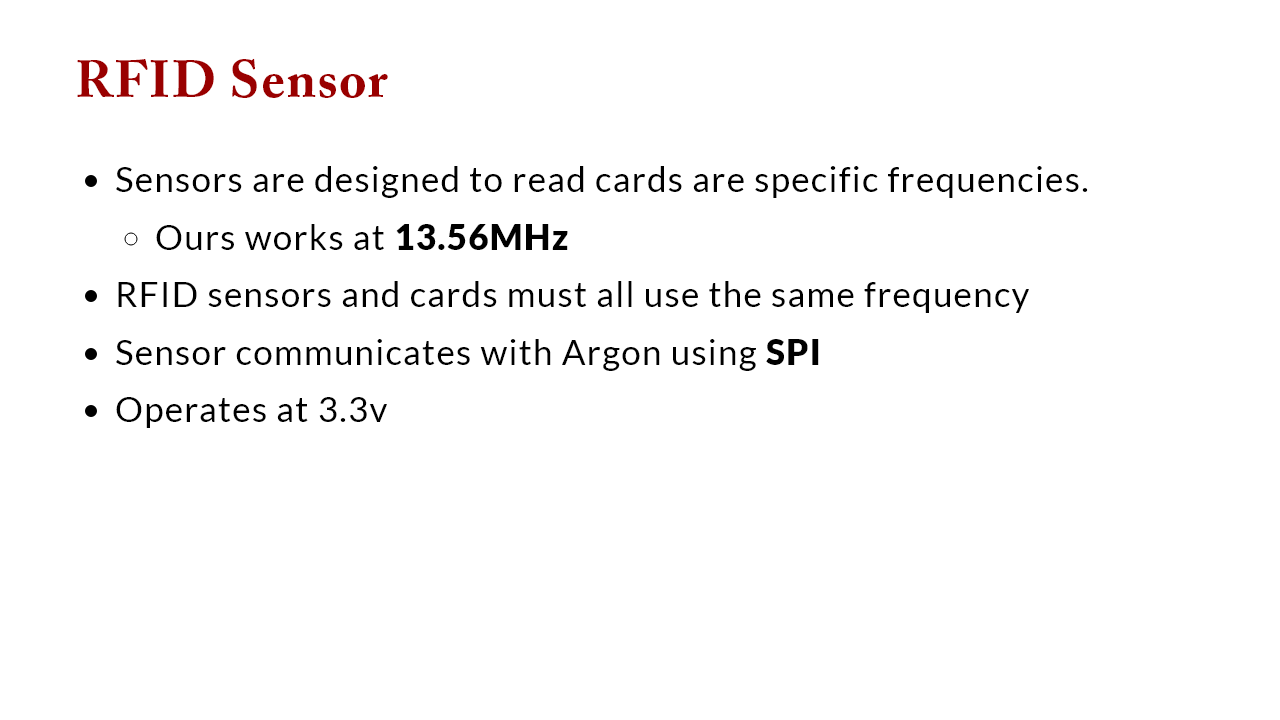 RFID Sensor
• Sensors are designed to read cards are specific frequencies.
◦ Ours works at 13.56MHz
• RFID sensors and cards must all use the same frequency
• Sensor communicates with Argon using SPI
• Operates at 3.3v